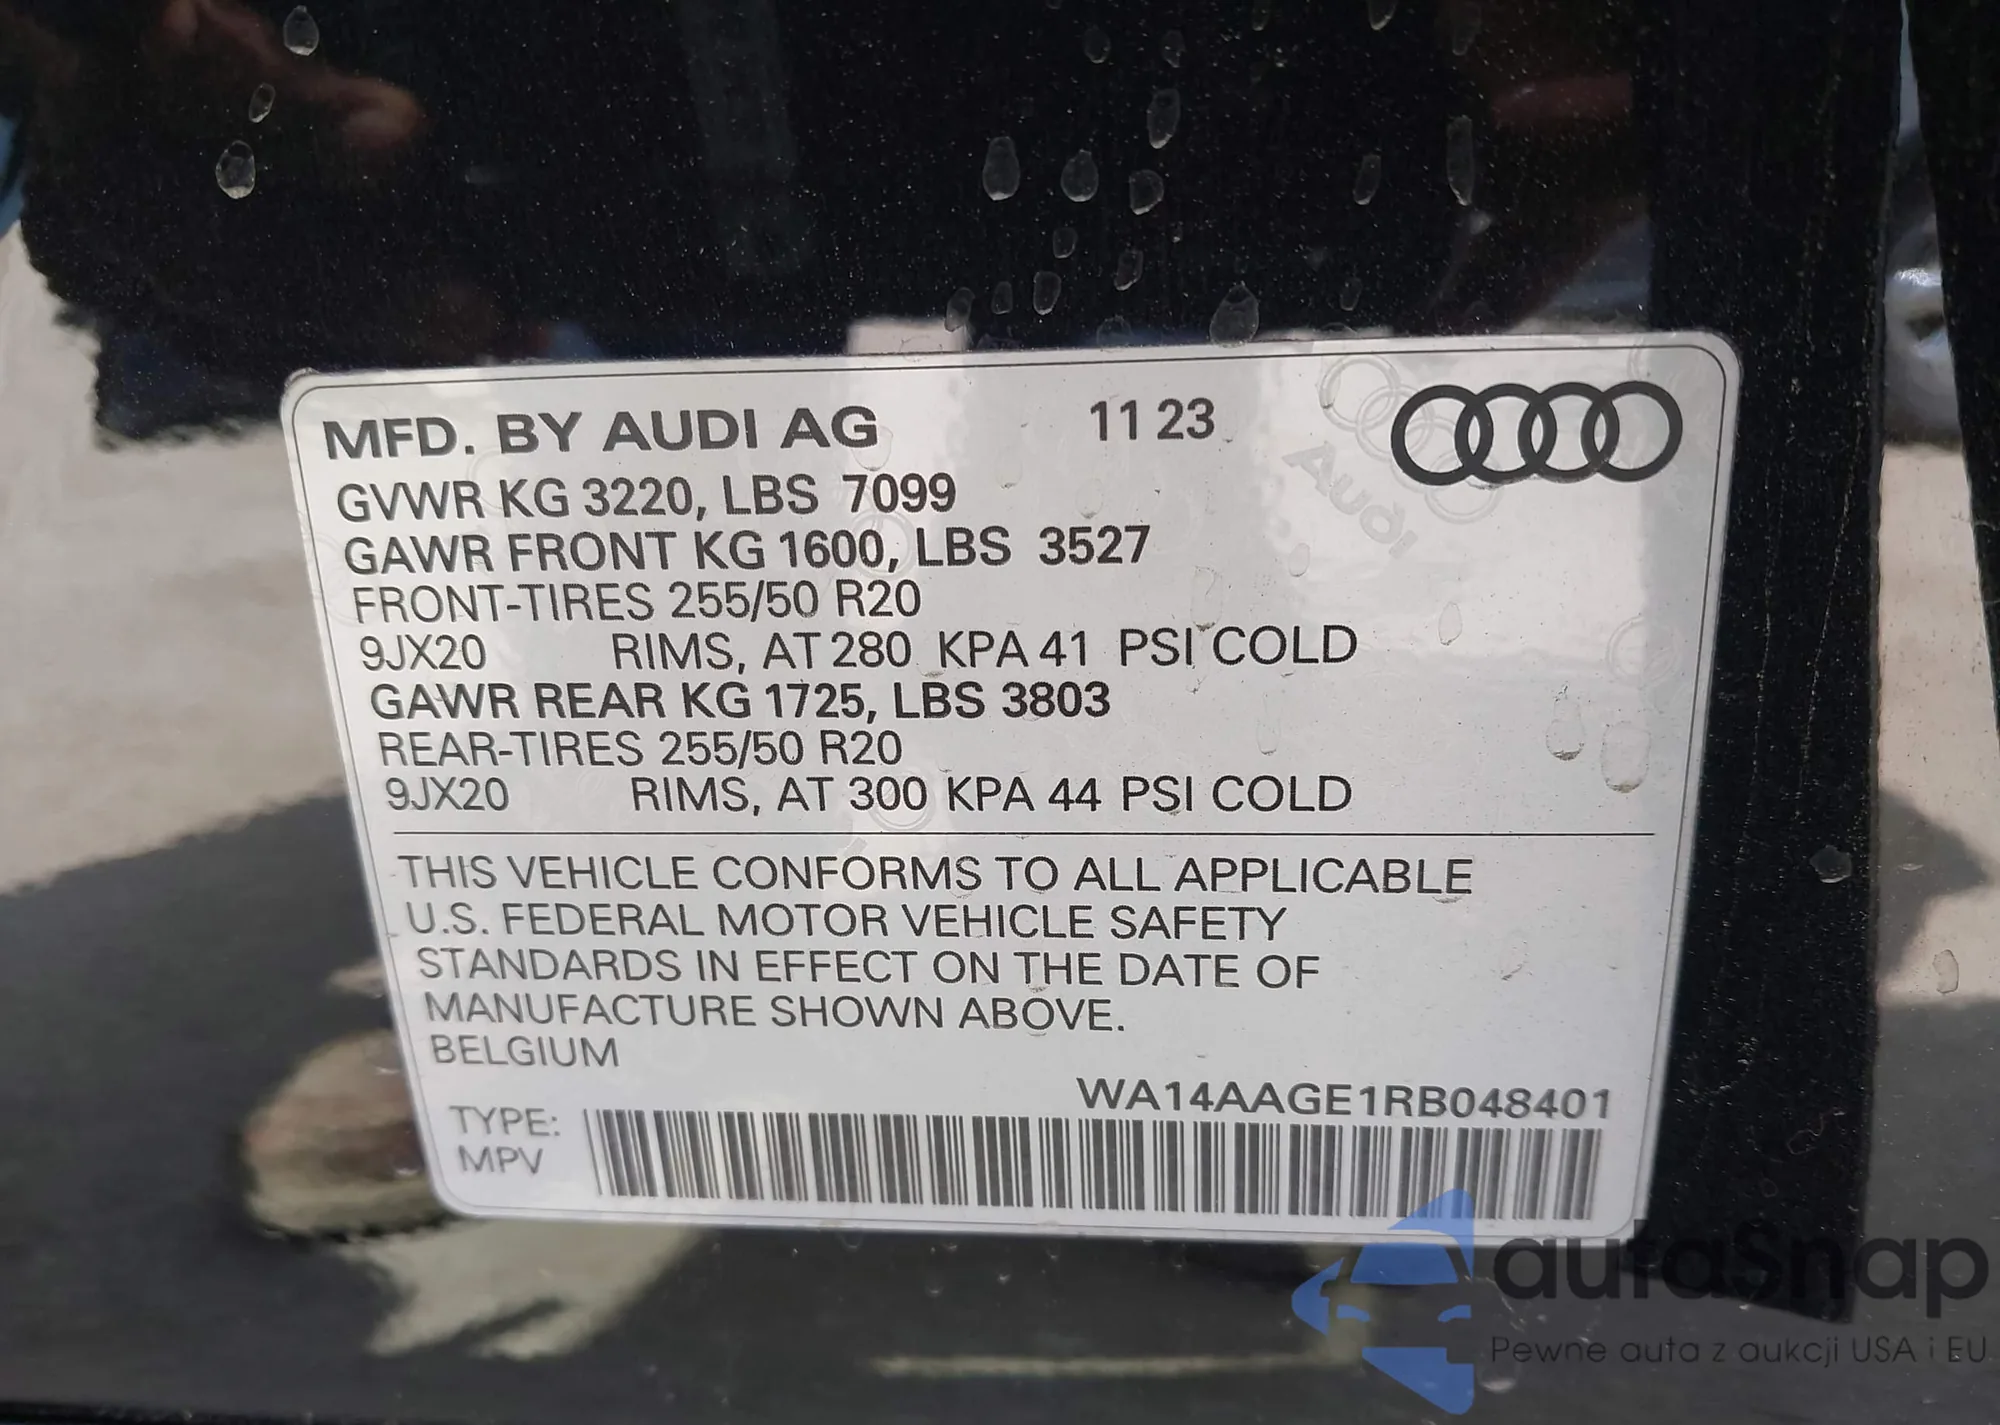 MFD. BY AUDI AG 11 23
GVWR KG 3220, LBS 7099
GAWR FRONT KG 1600, LBS 3527
FRONT-TIRES 255/50 R20
9JX20 RIMS, AT 280 KPA 41 PSI COLD
GAWR REAR KG 1725, LBS 3803
REAR-TIRES 255/50 R20
9JX20 RIMS, AT 300 KPA 44 PSI COLD
THIS VEHICLE CONFORMS TO ALL APPLICABLE
U.S. FEDERAL MOTOR VEHICLE SAFETY
STANDARDS IN EFFECT ON THE DATE OF
MANUFACTURE SHOWN ABOVE.
BELGIUM
WA14AAGE1RB048401
TYPE:
MPV
Audi
autaSnap
Pewne auta z aukcji USA i EU